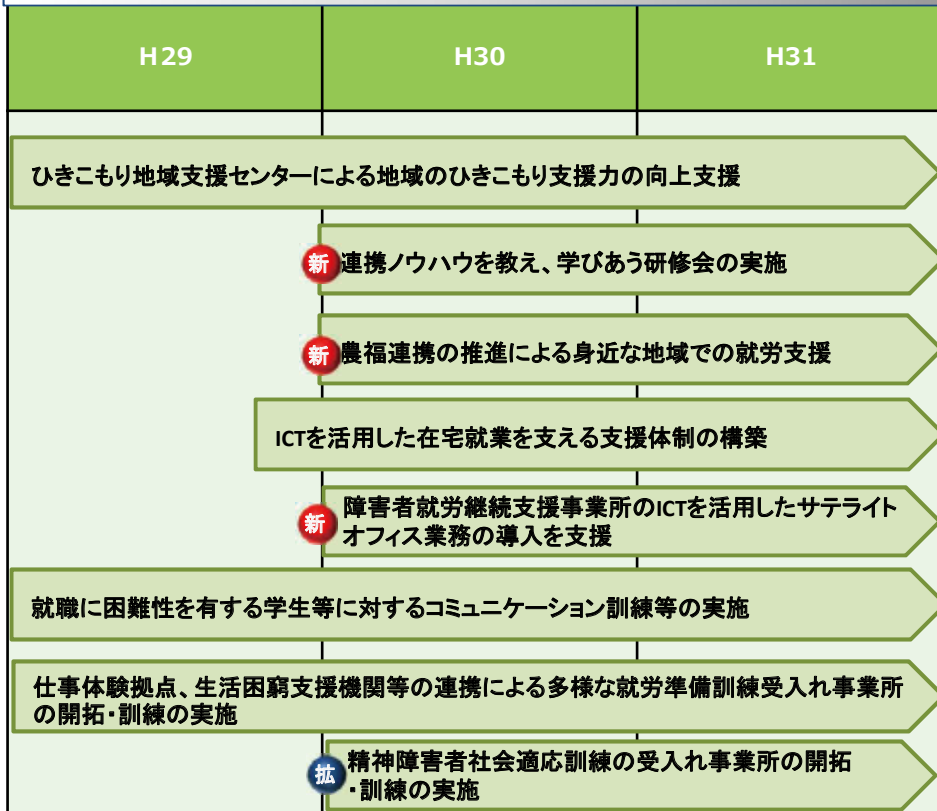 H29
H30
H31
ひきこもり地域支援センターによる地域のひきこもり支援力の向上支援
新 連携ノウハウを教え、学びあう研修会の実施
新 農福連携の推進による身近な地域での就労支援
ICTを活用した在宅就業を支える支援体制の構築
新 障害者就労継続支援事業所のICTを活用したサテライト
オフィス業務の導入を支援
就職に困難性を有する学生等に対するコミュニケーション訓練等の実施
仕事体験拠点、生活困窮支援機関等の連携による多様な就労準備訓練受入れ事業所
の開拓・訓練の実施
拡 精神障害者社会適応訓練の受入れ事業所の開拓
・訓練の実施